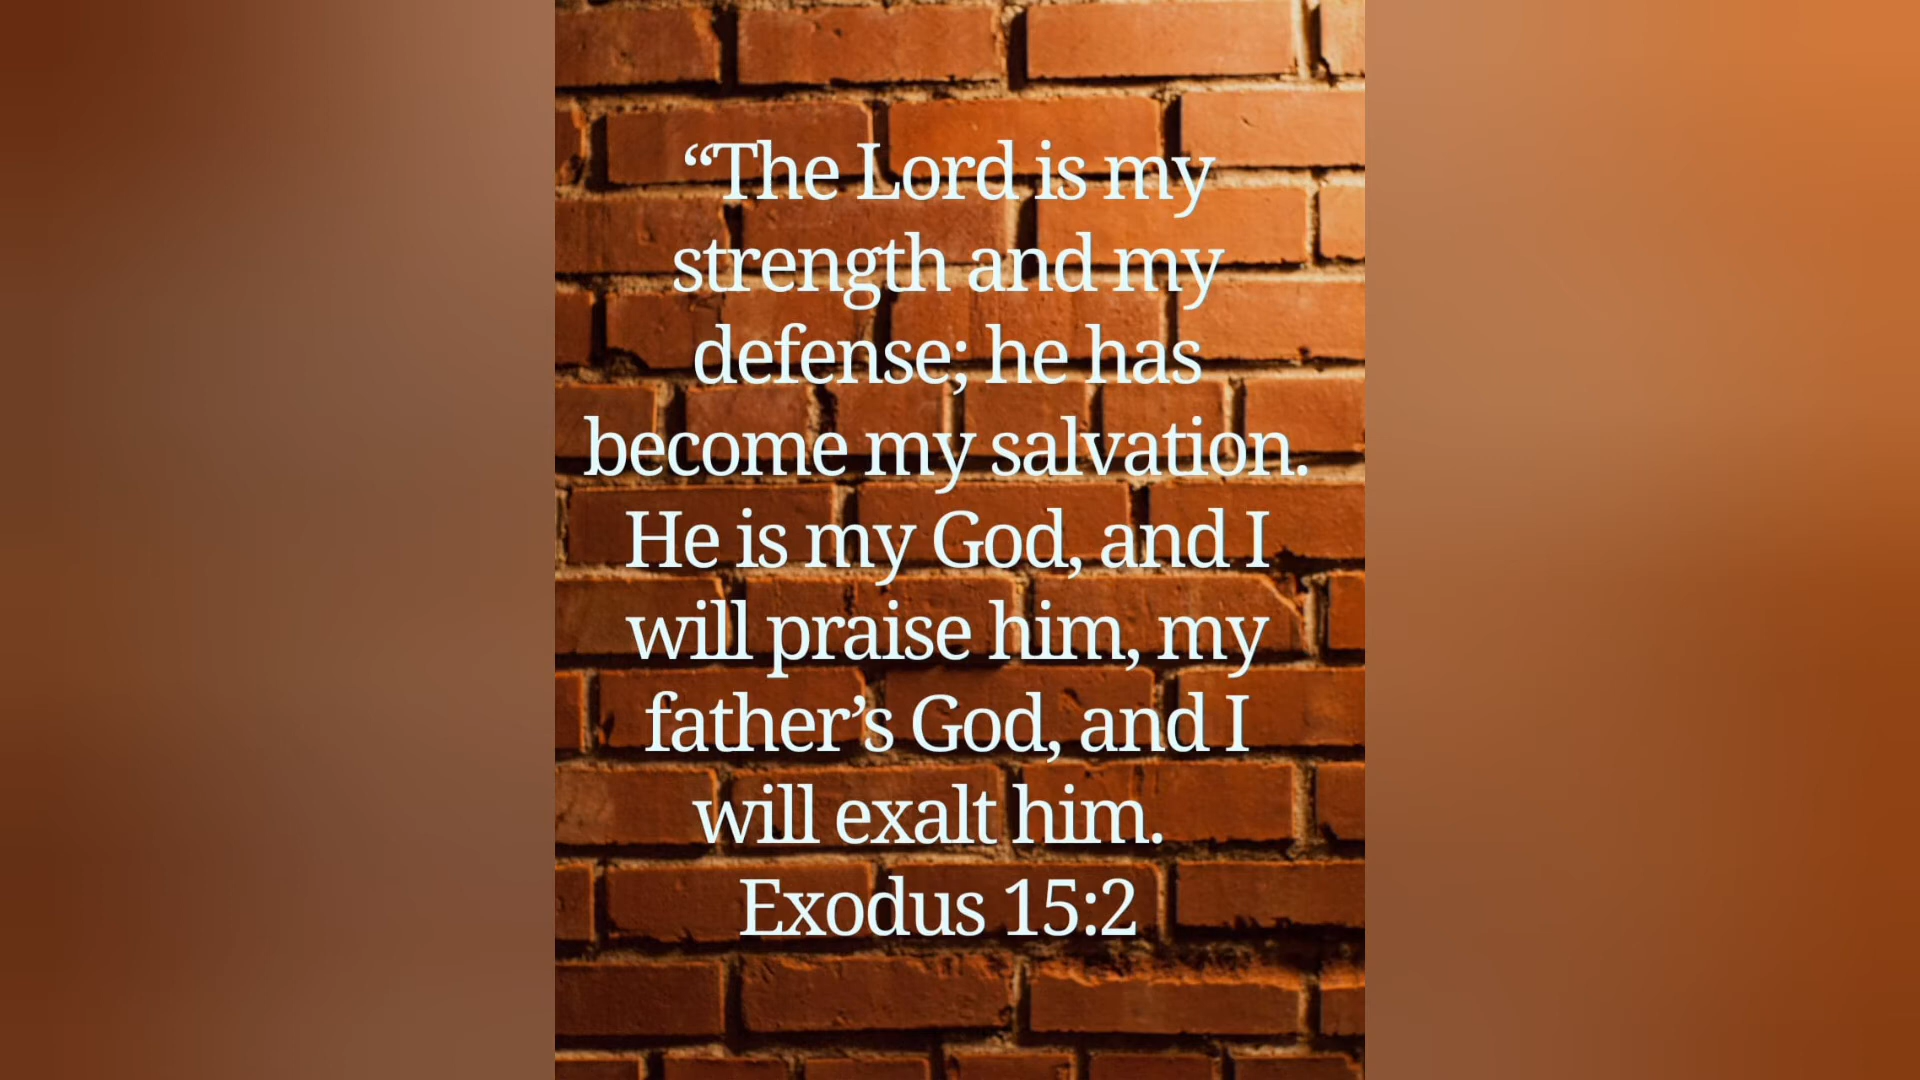 “The Lord is my
strength and my
defense; he has
become my salvation.
He is my God, and I
will praise him, my
father’s God, and I
will exalt him.
Exodus 15:2